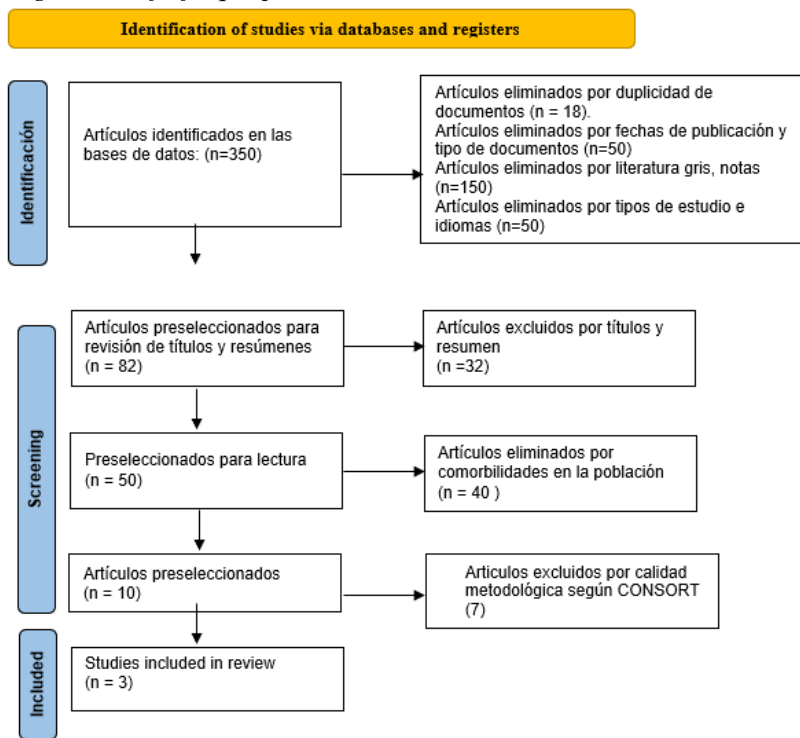 Identification of studies via databases and registers
Identificación
Artículos identificados en las
bases de datos: (n=350)
Artículos eliminados por duplicidad de
documentos (n = 18).
Artículos eliminados por fechas de publicación y
tipo de documentos (n=50)
Artículos eliminados por literatura gris, notas
(n=150)
Artículos eliminados por tipos de estudio e
idiomas (n=50)
Screening
Artículos preseleccionados para
revisión de títulos y resúmenes
(n = 82)
Artículos excluidos por títulos y
resumen
(n =32)
Preseleccionados para lectura
(n = 50)
Artículos eliminados por
comorbilidades en la población
(n = 40 )
Artículos preseleccionados
(n = 10)
Articulos excluidos por calidad
metodológica según CONSORT
(7)
Included
Studies included in review
(n = 3)